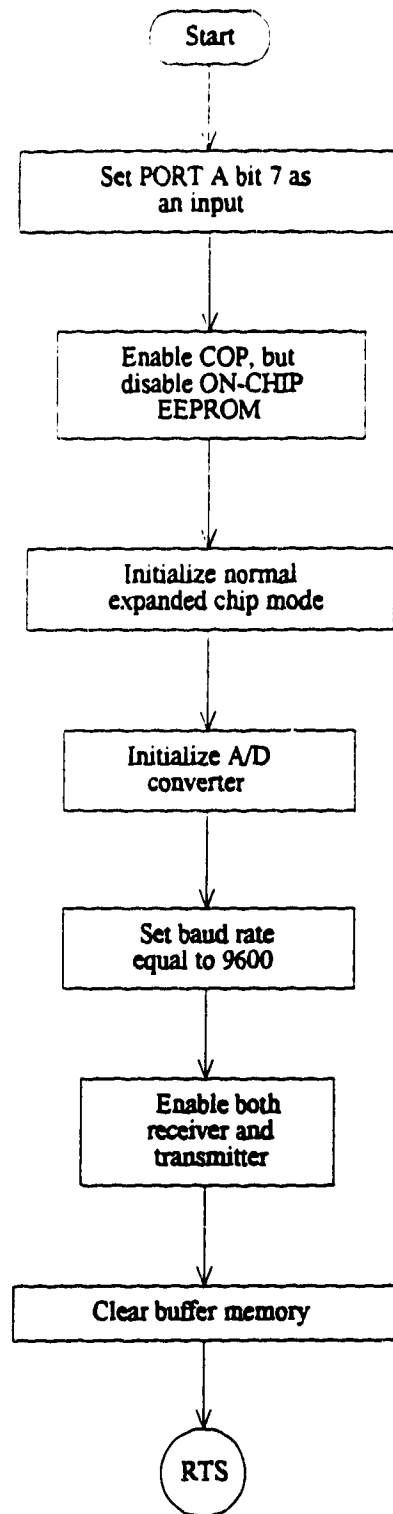 Start
Set PORT A bit 7 as
an input
Enable COP, but
disable ON-CHIP
EEPROM
Initialize normal
expanded chip mode
Initialize A/D
converter
Set baud rate
equal to 9600
Enable both
receiver and
transmitter
Clear buffer memory
RTS